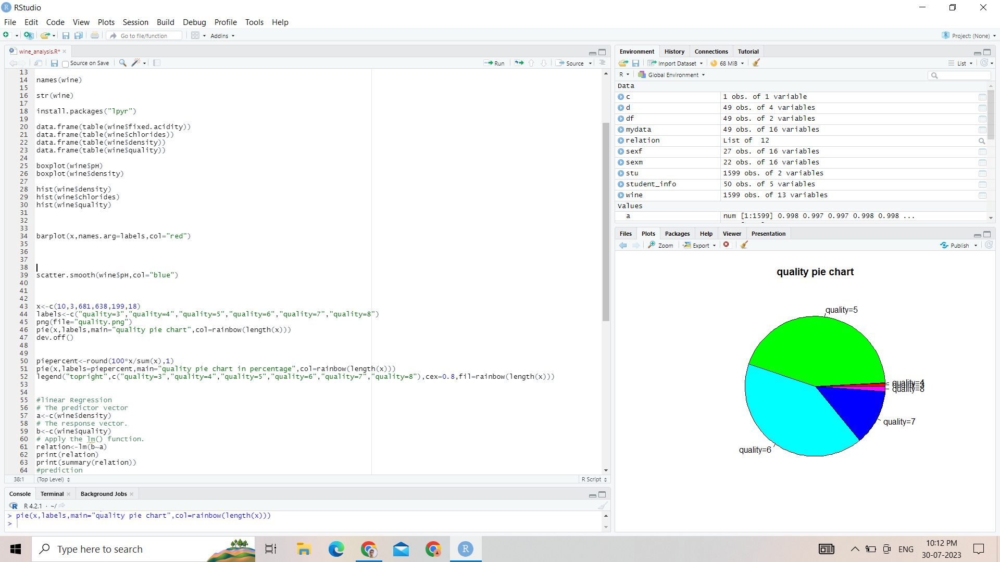 RStudio
File Edit Code View Plots Session Build Debug Profile Tools Help
Go to file/function Addins Project: (None)
wine_analysis.R*
Source on Save Run Source
13
14 names(wine)
15
16 str(wine)
17
18 install.packages("lpyr")
19
20 data.frame(table(wine$fixed.acidity))
21 data.frame(table(wine$chlorides))
22 data.frame(table(wine$density))
23 data.frame(table(wine$quality))
24
25 boxplot(wine$pH)
26 boxplot(wine$density)
27
28 hist(wine$density)
29 hist(wine$chlorides)
30 hist(wine$quality)
31
32
33
34 barplot(x,names.arg=labels,col="red")
35
36
37
38
39 scatter.smooth(wine$pH,col="blue")
40
41
42
43 x<-c(10,3,681,638,199,18)
44 labels<-c("quality=3","quality=4","quality=5","quality=6","quality=7","quality=8")
45 png(file="quality.png")
46 pie(x,labels,main="quality pie chart",col=rainbow(length(x)))
47 dev.off()
48
49
50 piepercent<-round(100*x/sum(x),1)
51 pie(x,labels=piepercent,main="quality pie chart in percentage",col=rainbow(length(x)))
52 legend("topright",c("quality=3","quality=4","quality=5","quality=6","quality=7","quality=8"),cex=0.8,fil=rainbow(length(x)))
53
54
55 #linear Regression
56 # The predictor vector
57 a<-c(wine$density)
58 # The response vector.
59 b<-c(wine$quality)
60 # Apply the lm() function.
61 relation<-lm(b~a)
62 print(relation)
63 print(summary(relation))
64 #prediction
38:1 (Top Level) R Script
Console Terminal Background Jobs
R 4.2.1 · ~/
> pie(x,labels,main="quality pie chart",col=rainbow(length(x)))
>
Environment History Connections Tutorial
Import Dataset 68 MiB List
R Global Environment
Data
c 1 obs. of 1 variable
d 49 obs. of 4 variables
df 49 obs. of 2 variables
mydata 49 obs. of 16 variables
relation List of 12
sexf 27 obs. of 16 variables
sexm 22 obs. of 16 variables
stu 1599 obs. of 2 variables
student_info 50 obs. of 5 variables
wine 1599 obs. of 13 variables
Values
a num [1:1599] 0.998 0.997 0.997 0.998 0.998 ...
Files Plots Packages Help Viewer Presentation
Zoom Export Publish
quality pie chart
quality=5
quality=4
quality=8
quality=7
quality=6
Type here to search
ENG
10:12 PM
30-07-2023